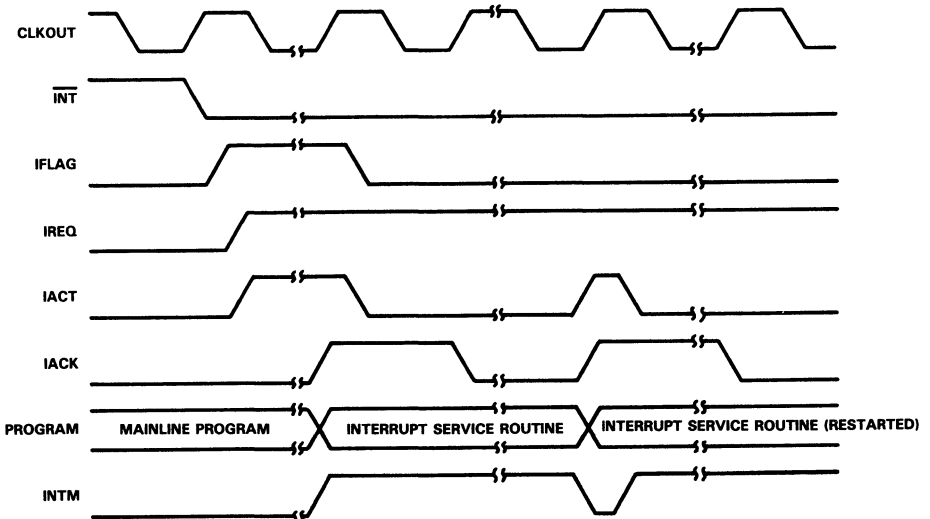 CLKOUT
INT
IFLAG
IREQ
IACT
IACK
PROGRAM MAINLINE PROGRAM INTERRUPT SERVICE ROUTINE INTERRUPT SERVICE ROUTINE (RESTARTED)
INTM